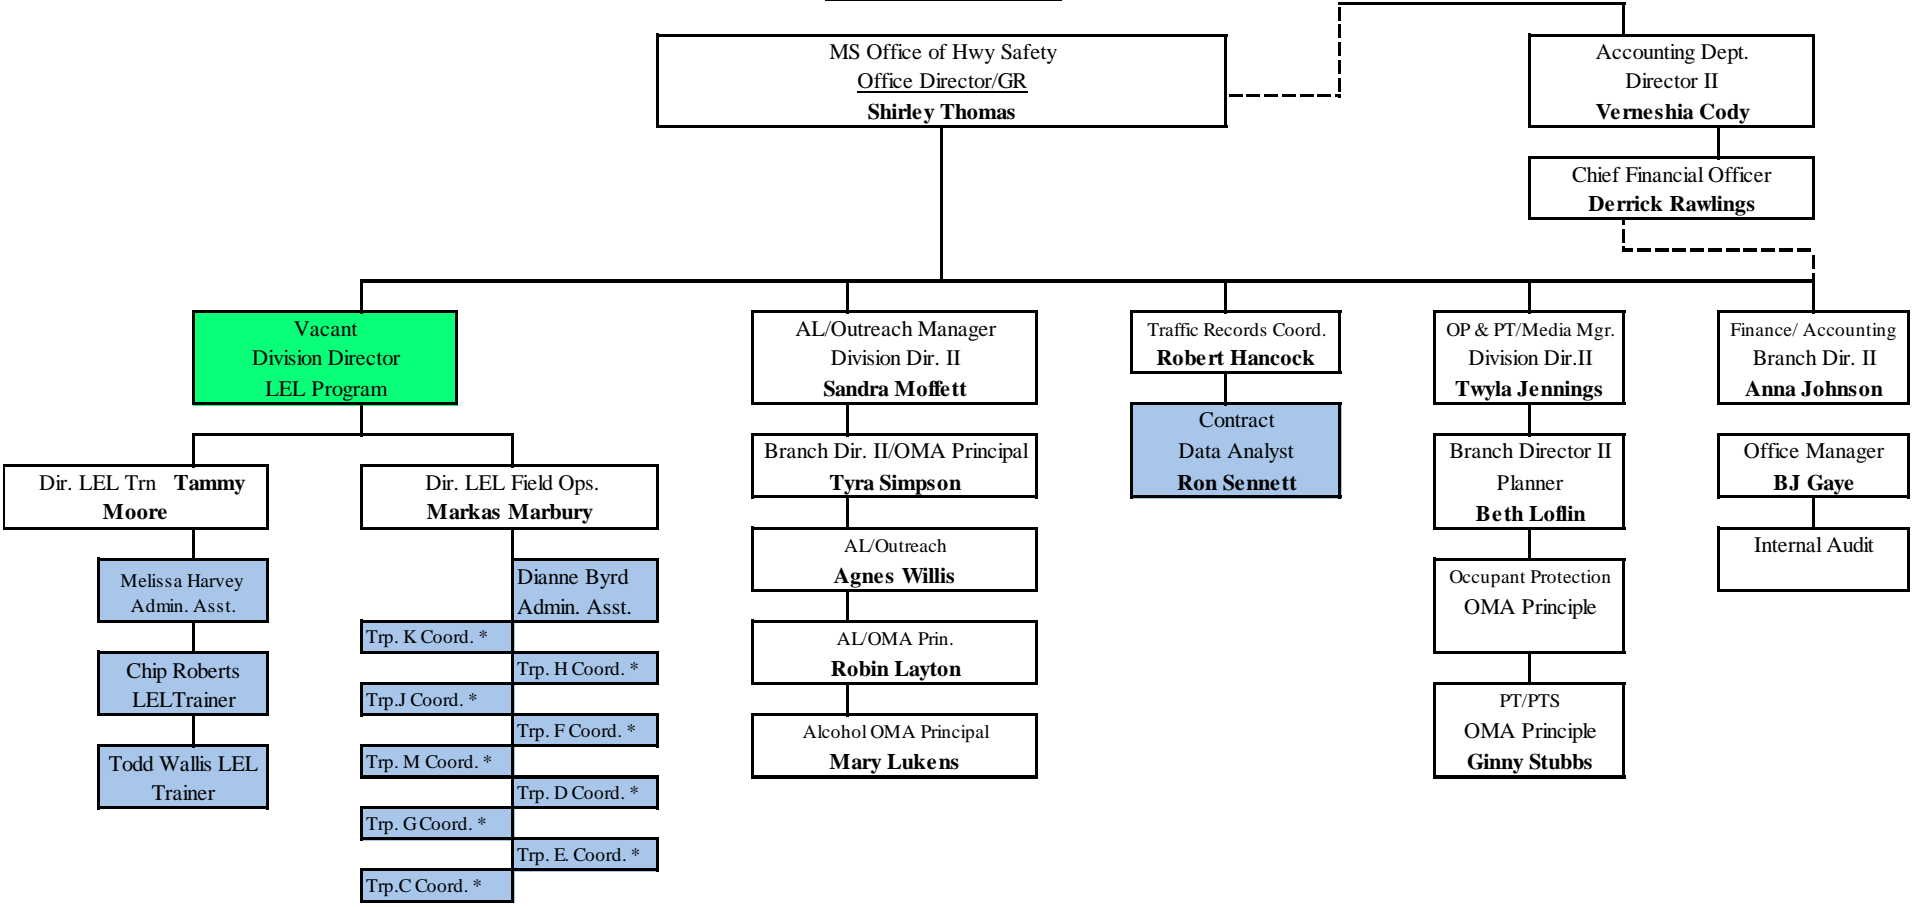 MS Office of Hwy Safety
Office Director/GR
Shirley Thomas
Accounting Dept.
Director II
Verneshia Cody
Chief Financial Officer
Derrick Rawlings
Vacant
Division Director
LEL Program
AL/Outreach Manager
Division Dir. II
Sandra Moffett
Traffic Records Coord.
Robert Hancock
OP & PT/Media Mgr.
Division Dir.II
Twyla Jennings
Finance/ Accounting
Branch Dir. II
Anna Johnson
Contract
Data Analyst
Ron Sennett
Dir. LEL Trn Tammy
Moore
Dir. LEL Field Ops.
Markas Marbury
Branch Dir. II/OMA Principal
Tyra Simpson
Branch Director II
Planner
Beth Loflin
Office Manager
BJ Gaye
Melissa Harvey
Admin. Asst.
Dianne Byrd
Admin. Asst.
AL/Outreach
Agnes Willis
Occupant Protection
OMA Principle
Internal Audit
Chip Roberts
LELTrainer
Trp. K Coord. *
Trp. H Coord. *
Trp.J Coord. *
Trp. F Coord. *
AL/OMA Prin.
Robin Layton
PT/PTS
OMA Principle
Ginny Stubbs
Todd Wallis LEL
Trainer
Trp. M Coord. *
Trp. D Coord. *
Trp. G Coord. *
Trp. E. Coord. *
Trp.C Coord. *
Alcohol OMA Principal
Mary Lukens